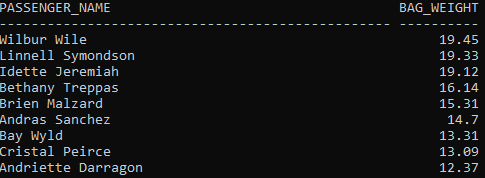 PASSENGER_NAME BAG_WEIGHT
-------------------------------------------------- ----------
Wilbur Wile 19.45
Linnell Symondson 19.33
Idette Jeremiah 19.12
Bethany Treppas 16.14
Brien Malzard 15.31
Andras Sanchez 14.7
Bay Wyld 13.31
Cristal Peirce 13.09
Andriette Darragon 12.37